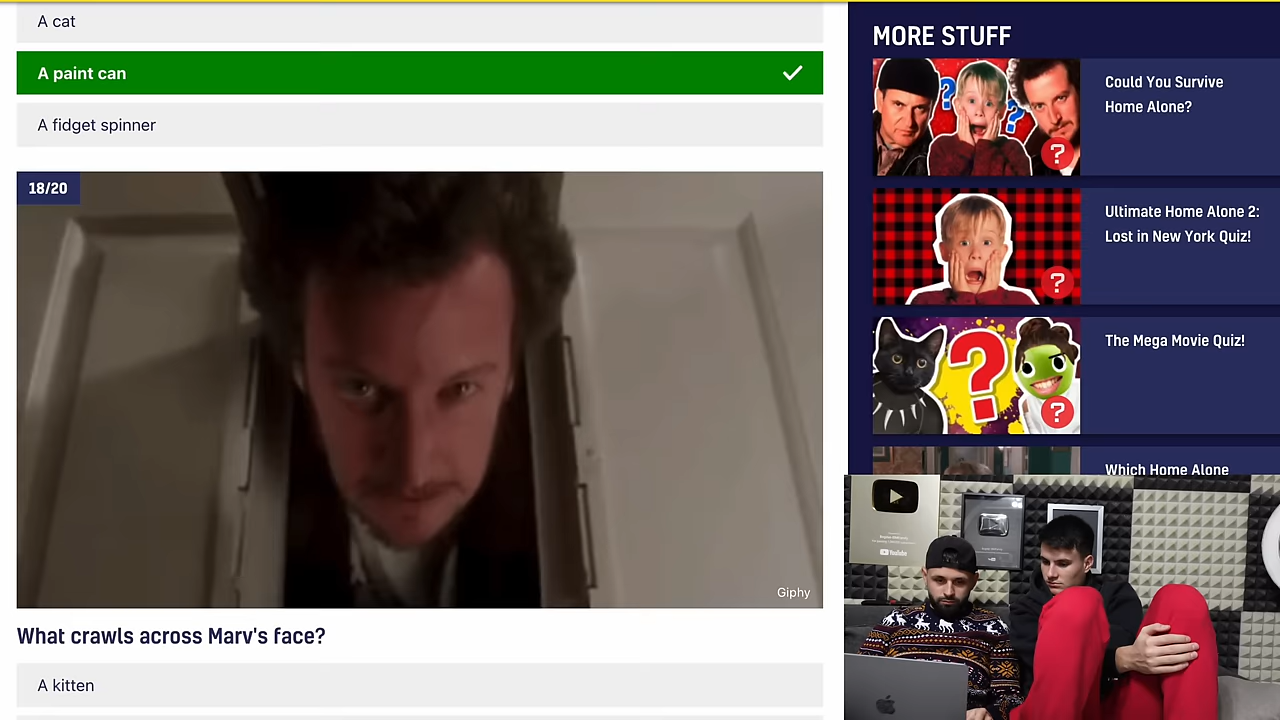 A cat
A paint can
A fidget spinner
18/20
Giphy
What crawls across Marv's face?
A kitten
MORE STUFF
Could You Survive
Home Alone?
Ultimate Home Alone 2:
Lost in New York Quiz!
The Mega Movie Quiz!
Which Home Alone
YouTube